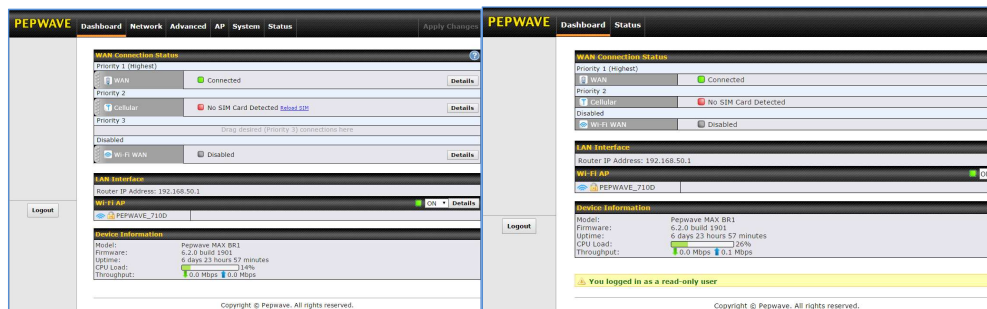 PEPWAVE Dashboard Network Advanced AP System Status Apply Changes
WAN Connection Status
Priority 1 (Highest)
WAN Connected Details
Priority 2
Cellular No SIM Card Detected Reload SIM Details
Priority 3
Drag desired (Priority 3) connections here
Disabled
Wi-Fi WAN Disabled Details
LAN Interface
Router IP Address: 192.168.50.1
Wi-Fi AP ON Details
PEPWAVE_710D
Logout
Device Information
Model: Pepwave MAX BR1
Firmware: 6.2.0 build 1901
Uptime: 6 days 23 hours 57 minutes
CPU Load: 14%
Throughput: 0.0 Mbps 0.0 Mbps
Copyright © Pepwave. All rights reserved.
PEPWAVE Dashboard Status
WAN Connection Status
Priority 1 (Highest)
WAN Connected
Priority 2
Cellular No SIM Card Detected
Disabled
Wi-Fi WAN Disabled
LAN Interface
Router IP Address: 192.168.50.1
Wi-Fi AP
PEPWAVE_710D
Device Information
Logout
Model: Pepwave MAX BR1
Firmware: 6.2.0 build 1901
Uptime: 6 days 23 hours 57 minutes
CPU Load: 26%
Throughput: 0.0 Mbps 0.1 Mbps
You logged in as a read-only user
Copyright © Pepwave. All rights reserved.